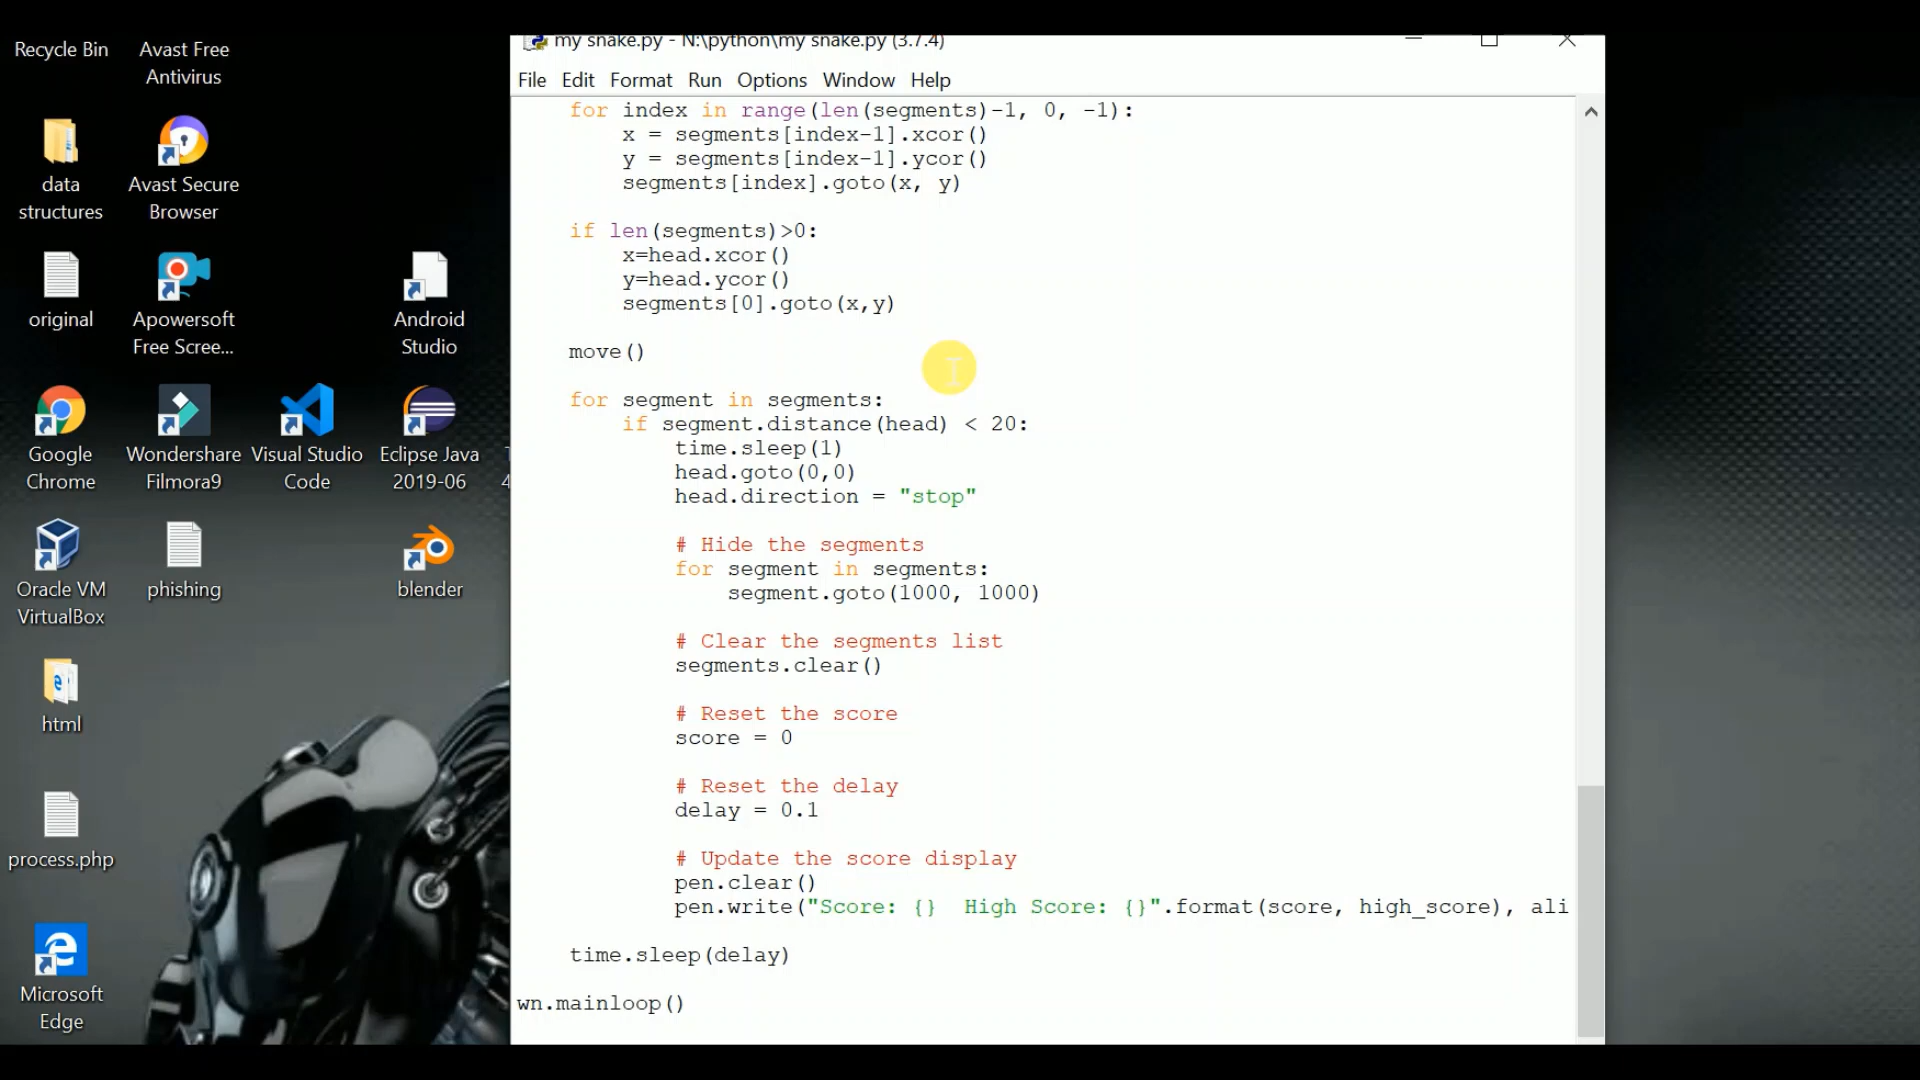 Recycle Bin
Avast Free
Antivirus
data
structures
Avast Secure
Browser
original
Apowersoft
Free Scree...
Android
Studio
Google
Chrome
Wondershare
Filmora9
Visual Studio
Code
Eclipse Java
2019-06
Oracle VM
VirtualBox
phishing
blender
html
process.php
Microsoft
Edge
my snake.py - N:\python\my snake.py (3.7.4)
File Edit Format Run Options Window Help
for index in range(len(segments)-1, 0, -1):
x = segments[index-1].xcor()
y = segments[index-1].ycor()
segments[index].goto(x, y)
if len(segments)>0:
x=head.xcor()
y=head.ycor()
segments[0].goto(x,y)
move()
for segment in segments:
if segment.distance(head) < 20:
time.sleep(1)
head.goto(0,0)
head.direction = "stop"
# Hide the segments
for segment in segments:
segment.goto(1000, 1000)
# Clear the segments list
segments.clear()
# Reset the score
score = 0
# Reset the delay
delay = 0.1
# Update the score display
pen.clear()
pen.write("Score: {}  High Score: {}".format(score, high_score), ali
time.sleep(delay)
wn.mainloop()